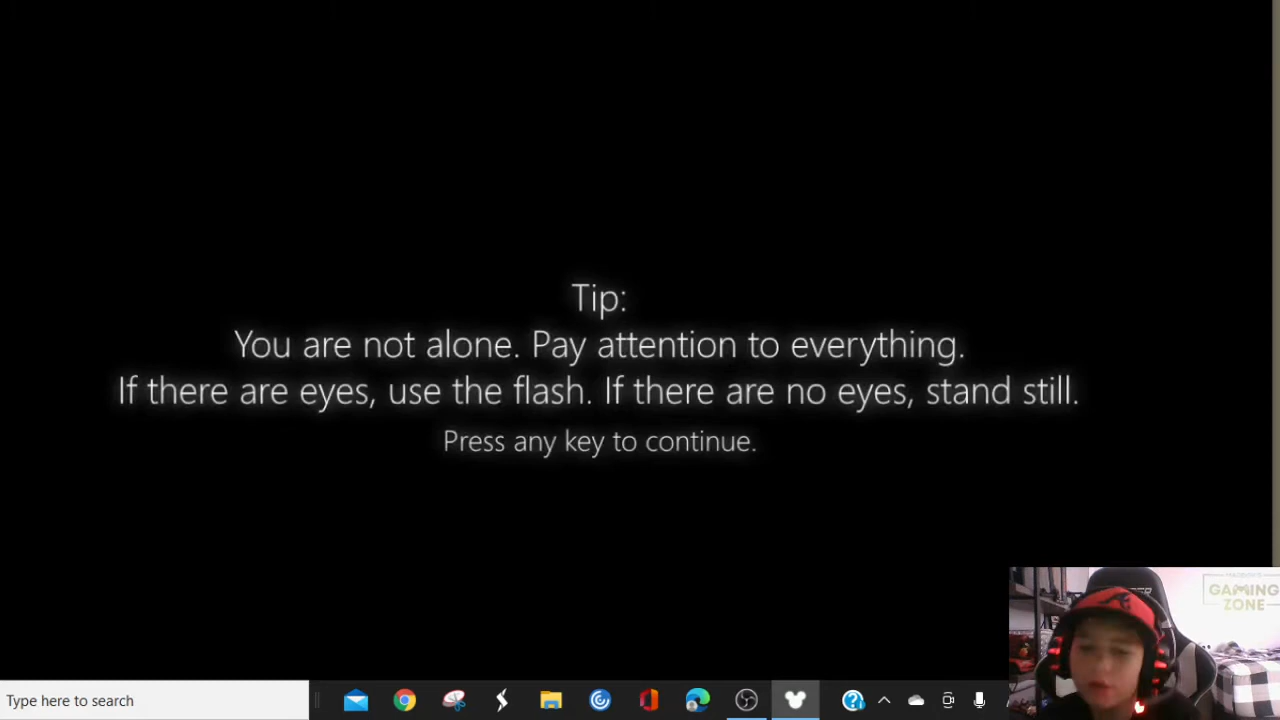 Tip:
You are not alone. Pay attention to everything.
If there are eyes, use the flash. If there are no eyes, stand still.
Press any key to continue.
GAMING
ZONE
Type here to search